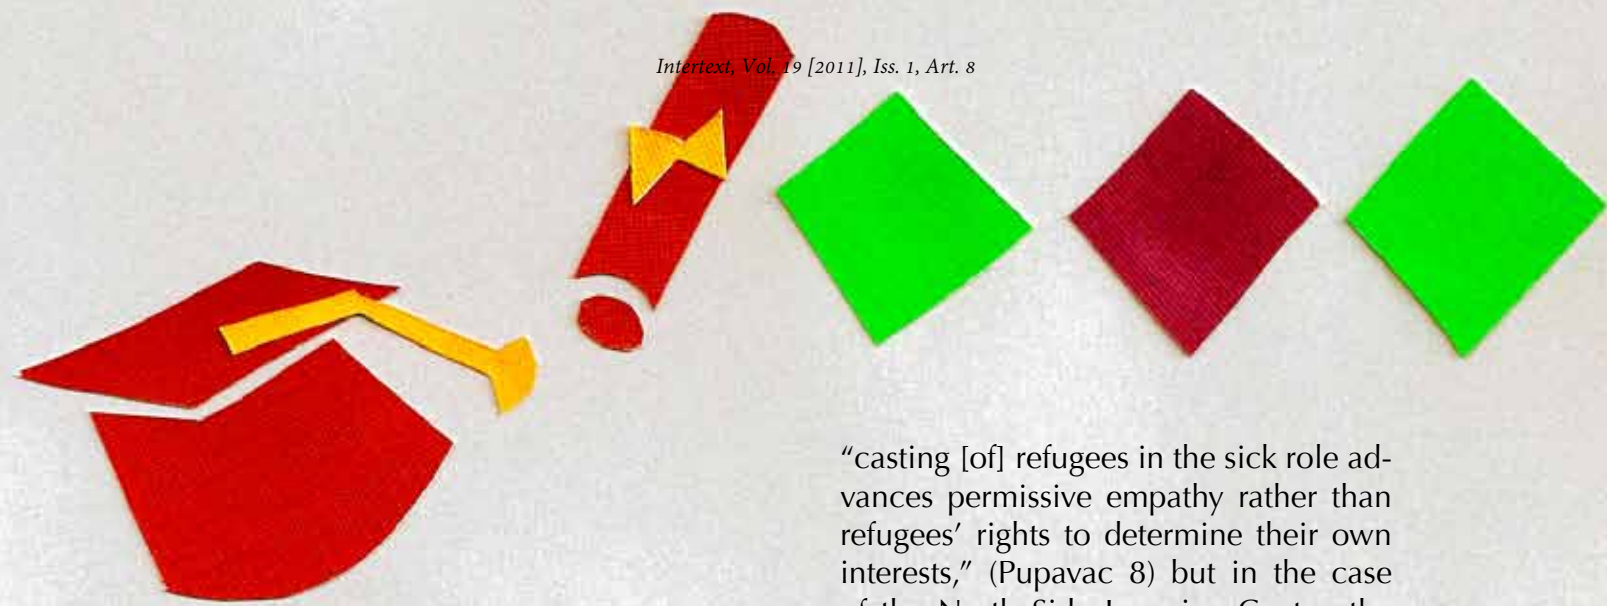 Intertext, Vol. 19 [2011], Iss. 1, Art. 8
“casting [of] refugees in the sick role ad-
vances permissive empathy rather than
refugees’ rights to determine their own
interests,” (Pupavac 8) but in the case